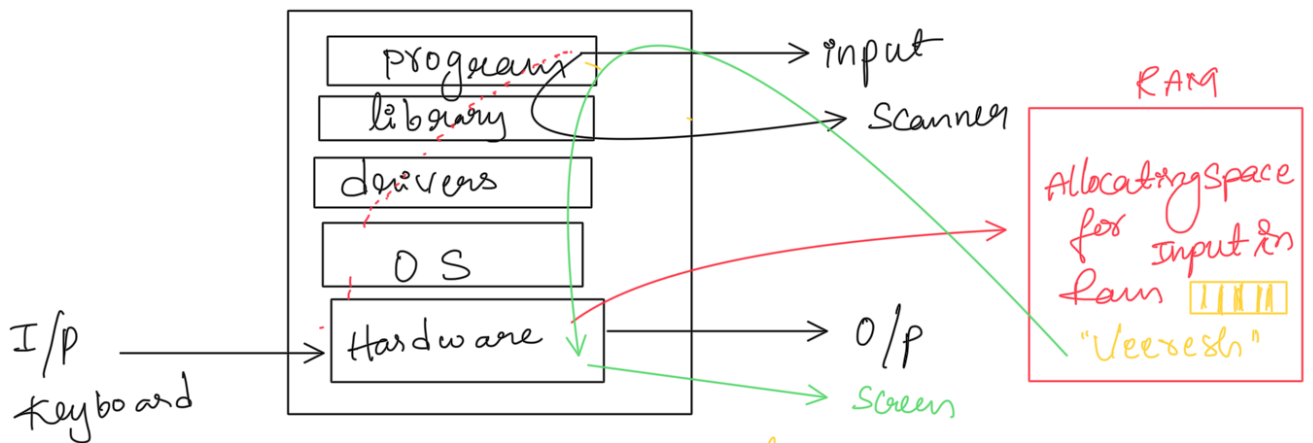 program
library
drivers
OS
Hardware
I/P
Keyboard
input
Scanner
O/P
Screen
RAM
Allocating space
for Input in
Ram
"Veeresh"